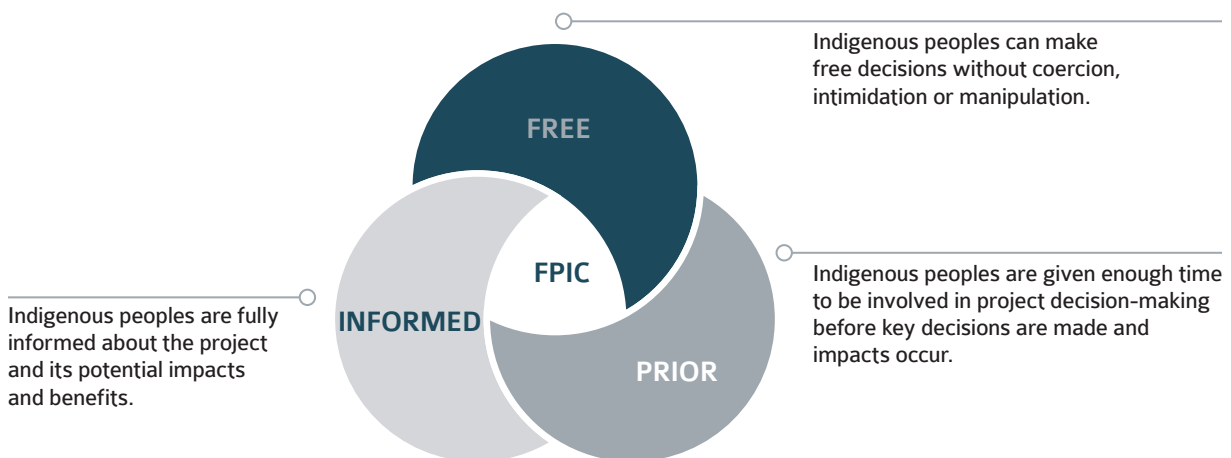 Indigenous peoples can make
free decisions without coercion,
intimidation or manipulation.
FREE
FPIC
INFORMED
PRIOR
Indigenous peoples are given enough time
to be involved in project decision-making
before key decisions are made and
impacts occur.
Indigenous peoples are fully
informed about the project
and its potential impacts
and benefits.